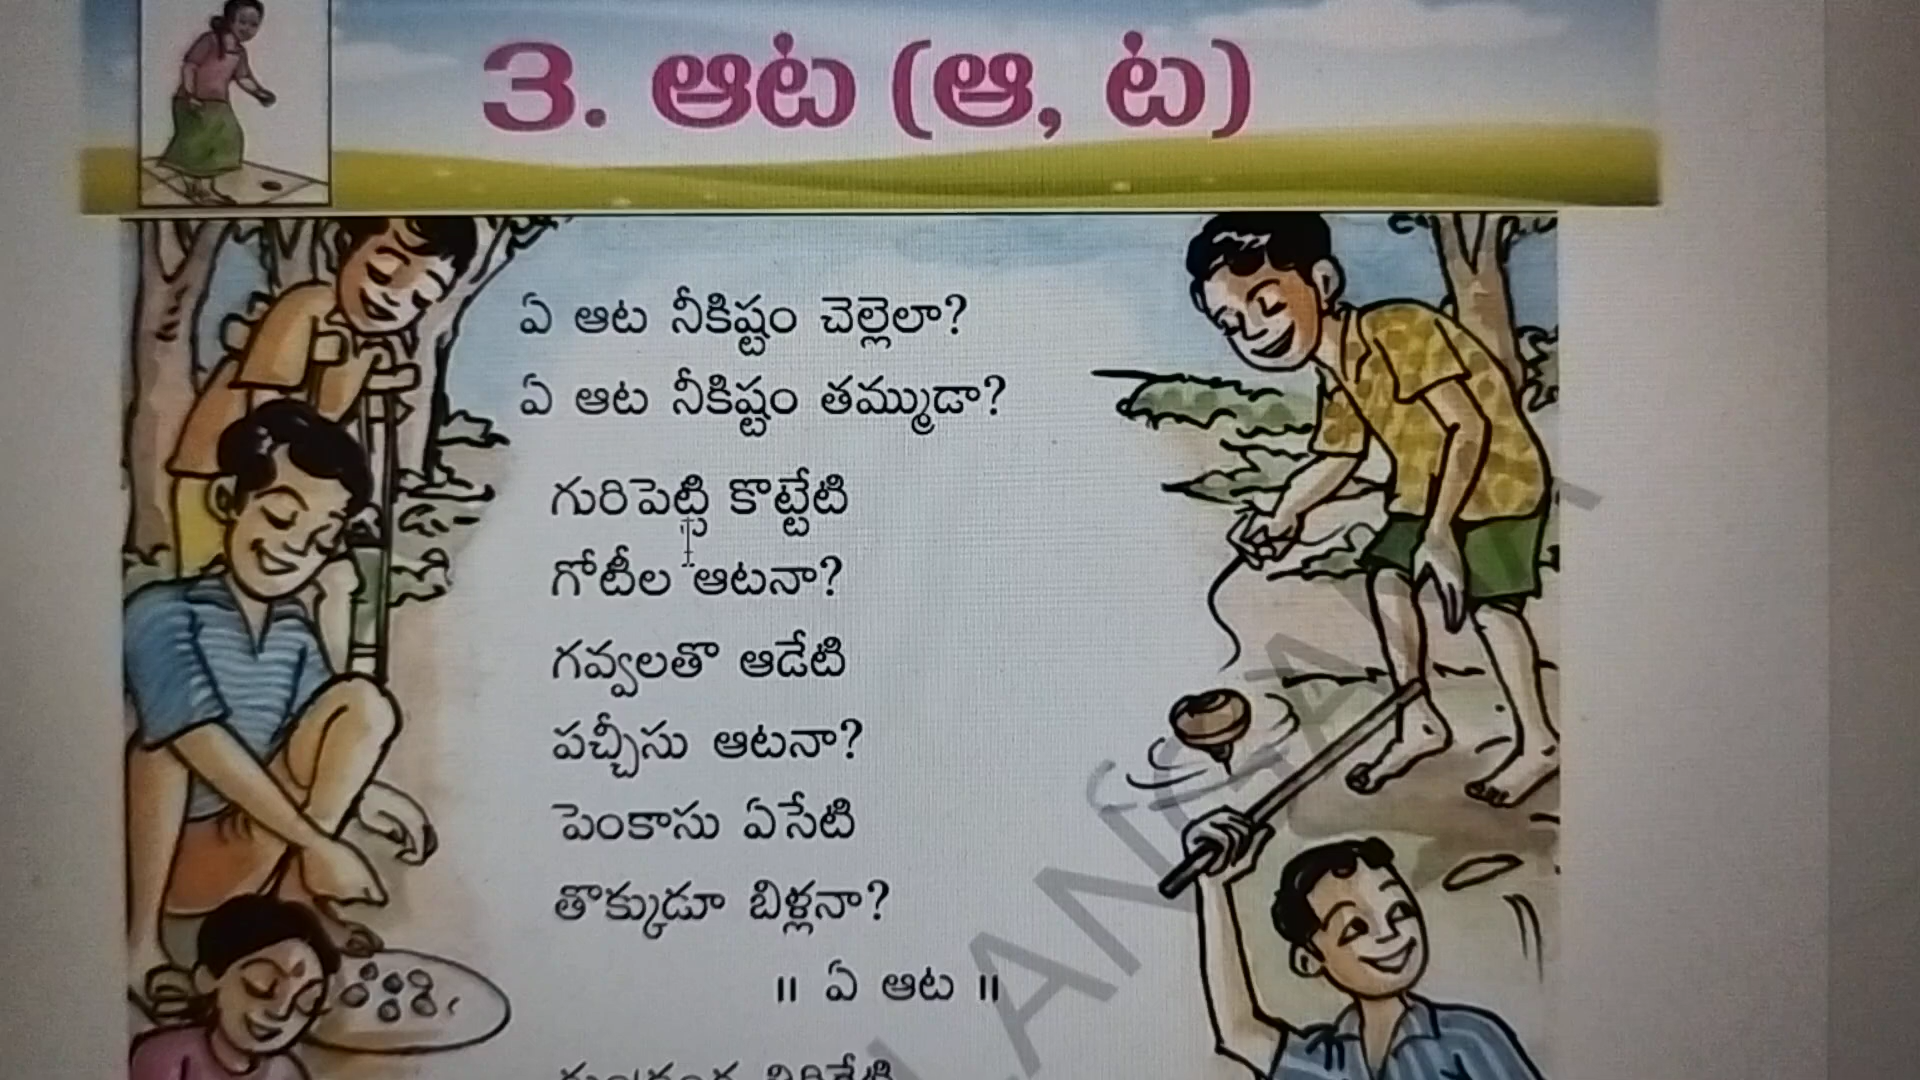 3. ఆట (ఆ, ట)
ఏ ఆట నీకిష్టం చెల్లెలా?
ఏ ఆట నీకిష్టం తమ్ముడా?
గురిపెట్టి కొట్టేటి
గోటీల ఆటనా?
గవ్వలతొ ఆడేటి
పచ్చీసు ఆటనా?
పెంకాసు ఏసేటి
తొక్కుడూ బిళ్లనా?
॥ ఏ ఆట ॥